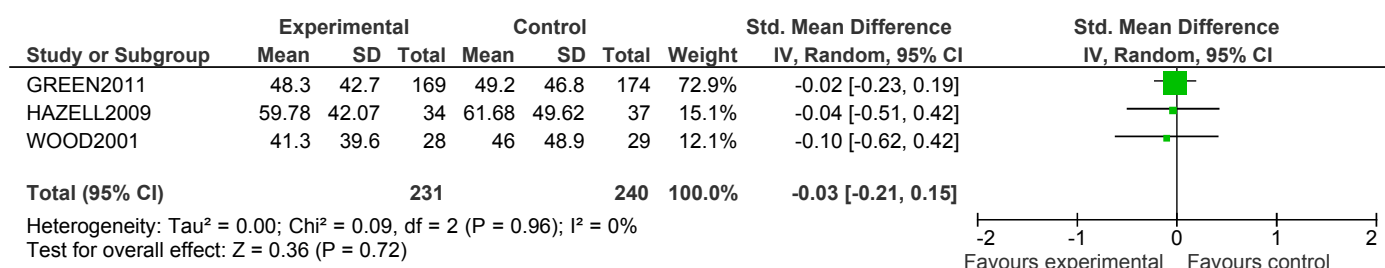 Experimental Control Std. Mean Difference Std. Mean Difference
Study or Subgroup Mean SD Total Mean SD Total Weight IV, Random, 95% CI IV, Random, 95% CI
GREEN2011 48.3 42.7 169 49.2 46.8 174 72.9% -0.02 [-0.23, 0.19]
HAZELL2009 59.78 42.07 34 61.68 49.62 37 15.1% -0.04 [-0.51, 0.42]
WOOD2001 41.3 39.6 28 46 48.9 29 12.1% -0.10 [-0.62, 0.42]
Total (95% CI) 231 240 100.0% -0.03 [-0.21, 0.15]
Heterogeneity: Tau² = 0.00; Chi² = 0.09, df = 2 (P = 0.96); I² = 0%
Test for overall effect: Z = 0.36 (P = 0.72)
-2 -1 0 1 2
Favours experimental Favours control